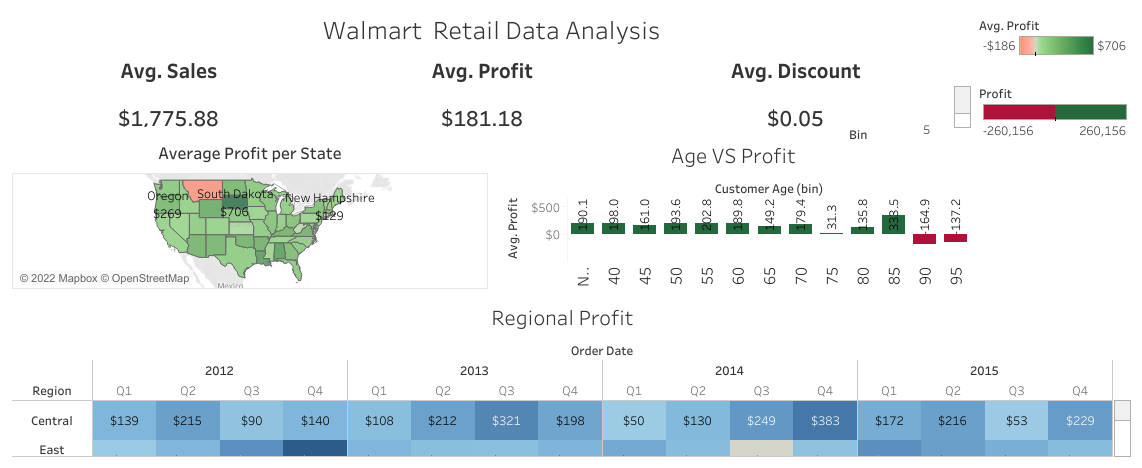 Walmart Retail Data Analysis
Avg. Profit
-$186 $706
Avg. Sales Avg. Profit Avg. Discount
Profit
-260,156 260,156
$1,775.88 $181.18 $0.05
Bin 5
Average Profit per State
Oregon
$269
South Dakota
$706
New Hampshire
$129
© 2022 Mapbox © OpenStreetMap
Mexico
Age VS Profit
Customer Age (bin)
Avg. Profit
$500
$0
190.1 198.0 161.0 193.6 202.8 189.8 149.2 179.4 31.3 135.8 333.5 -164.9 -137.2
N.. 40 45 50 55 60 65 70 75 80 85 90 95
Regional Profit
Order Date
2012 2013 2014 2015
Region Q1 Q2 Q3 Q4 Q1 Q2 Q3 Q4 Q1 Q2 Q3 Q4 Q1 Q2 Q3 Q4
Central $139 $215 $90 $140 $108 $212 $321 $198 $50 $130 $249 $383 $172 $216 $53 $229
East